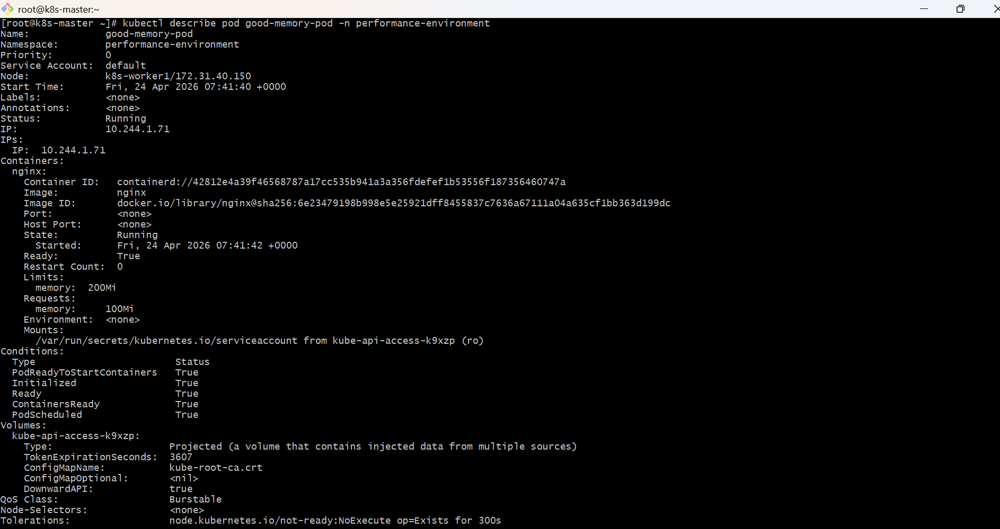 root@k8s-master:~
[root@k8s-master ~]# kubectl describe pod good-memory-pod -n performance-environment
Name:             good-memory-pod
Namespace:        performance-environment
Priority:         0
Service Account:  default
Node:             k8s-worker1/172.31.40.150
Start Time:       Fri, 24 Apr 2026 07:41:40 +0000
Labels:           <none>
Annotations:      <none>
Status:           Running
IP:               10.244.1.71
IPs:
  IP:  10.244.1.71
Containers:
  nginx:
    Container ID:   containerd://42812e4a39f46568787a17cc535b941a3a356fdefef1b53556f187356460747a
    Image:          nginx
    Image ID:       docker.io/library/nginx@sha256:6e23479198b998e5e25921dff8455837c7636a67111a04a635cf1bb363d199dc
    Port:           <none>
    Host Port:      <none>
    State:          Running
      Started:      Fri, 24 Apr 2026 07:41:42 +0000
    Ready:          True
    Restart Count:  0
    Limits:
      memory:  200Mi
    Requests:
      memory:     100Mi
    Environment:  <none>
    Mounts:
      /var/run/secrets/kubernetes.io/serviceaccount from kube-api-access-k9xzp (ro)
Conditions:
  Type                        Status
  PodReadyToStartContainers   True
  Initialized                 True
  Ready                       True
  ContainersReady             True
  PodScheduled                True
Volumes:
  kube-api-access-k9xzp:
    Type:                    Projected (a volume that contains injected data from multiple sources)
    TokenExpirationSeconds:  3607
    ConfigMapName:           kube-root-ca.crt
    ConfigMapOptional:       <nil>
    DownwardAPI:             true
QoS Class:                   Burstable
Node-Selectors:              <none>
Tolerations:                 node.kubernetes.io/not-ready:NoExecute op=Exists for 300s